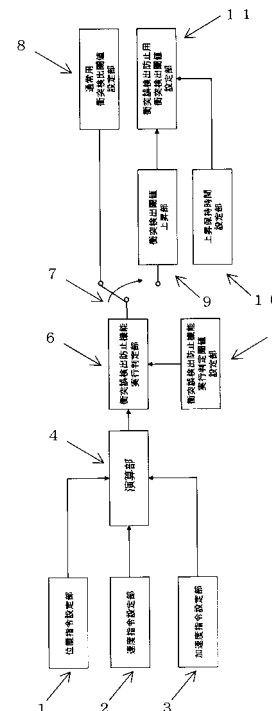 8
通常用
衝突検出閾値
設定部
11
衝突誤検出防止用
衝突検出閾値
設定部
衝突検出閾値
上昇部
上昇保持時間
設定部
7
9
10
6
衝突誤検出防止機能
実行判定部
衝突誤検出防止機能
実行判定閾値
設定部
4
演算部
位置指令設定部
速度指令設定部
加速度指令設定部
1
2
3